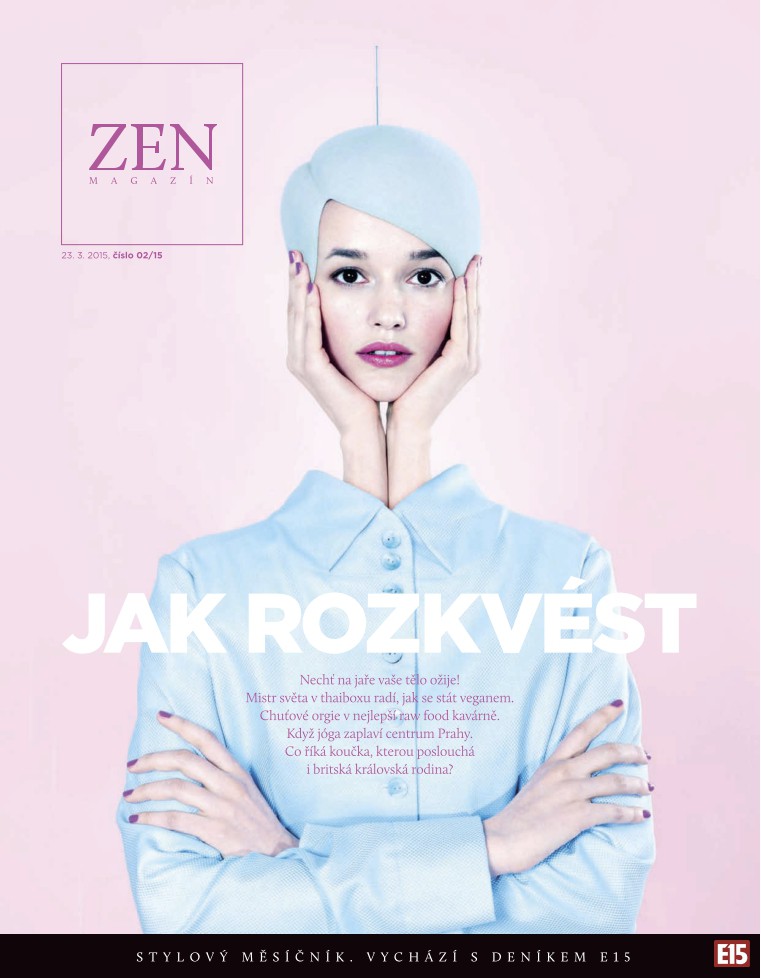 ZEN
MAGAZÍN
23. 3. 2015, číslo 02/15
JAK ROZKVÉST
Nechť na jaře vaše tělo ožije!
Mistr světa v thaiboxu radí, jak se stát veganem.
Chuťové orgie v nejlepší raw food kavárně.
Když jóga zaplaví centrum Prahy.
Co říká koučka, kterou poslouchá
i britská královská rodina?
STYLOVÝ MĚSÍČNÍK. VYCHÁZÍ S DENÍKEM E15
E15